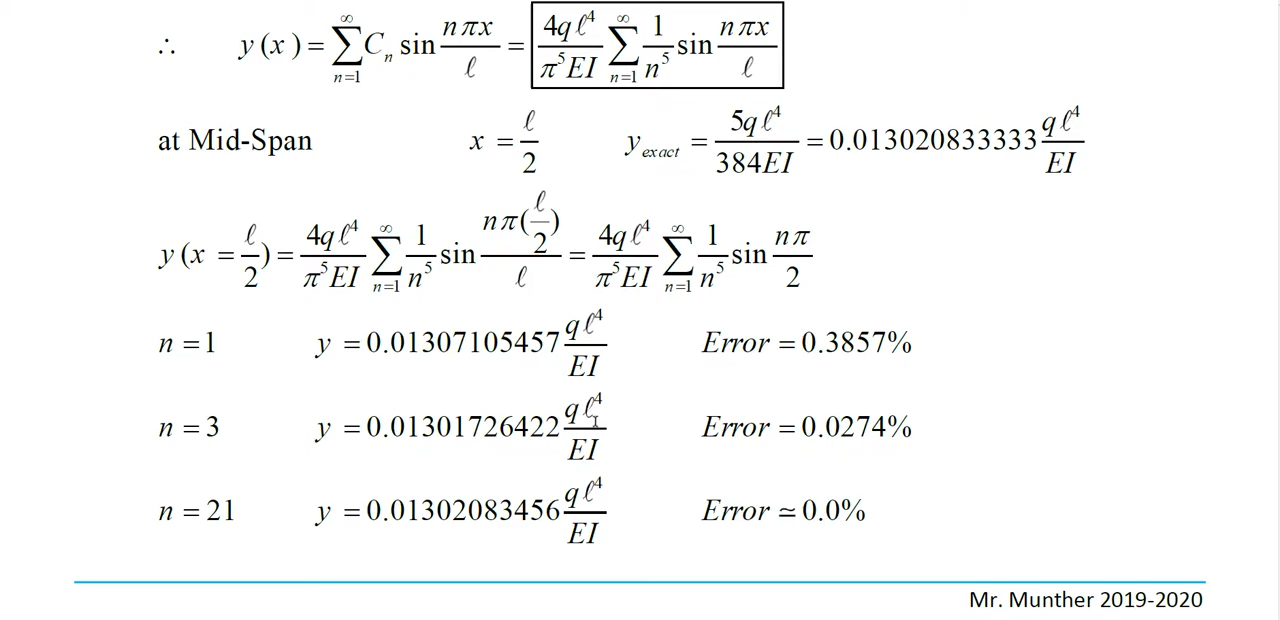 ∴ y(x) = ∑_{n=1}^{∞} C_n sin nπx/ℓ = 4qℓ⁴/π⁵EI ∑_{n=1}^{∞} 1/n⁵ sin nπx/ℓ
at Mid-Span x = ℓ/2 y_exact = 5qℓ⁴/384EI = 0.013020833333 qℓ⁴/EI
y(x = ℓ/2) = 4qℓ⁴/π⁵EI ∑_{n=1}^{∞} 1/n⁵ sin nπ(ℓ/2)/ℓ = 4qℓ⁴/π⁵EI ∑_{n=1}^{∞} 1/n⁵ sin nπ/2
n = 1 y = 0.01307105457 qℓ⁴/EI Error = 0.3857%
n = 3 y = 0.01301726422 qℓ⁴/EI Error = 0.0274%
n = 21 y = 0.01302083456 qℓ⁴/EI Error ≃ 0.0%
Mr. Munther 2019-2020